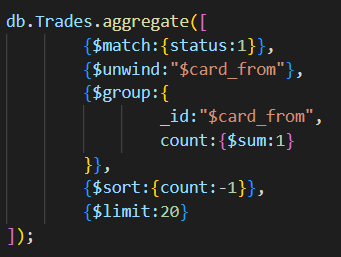 db.Trades.aggregate([
{$match:{status:1}},
{$unwind:"$card_from"},
{$group:{
_id:"$card_from",
count:{$sum:1}
}},
{$sort:{count:-1}},
{$limit:20}
]);